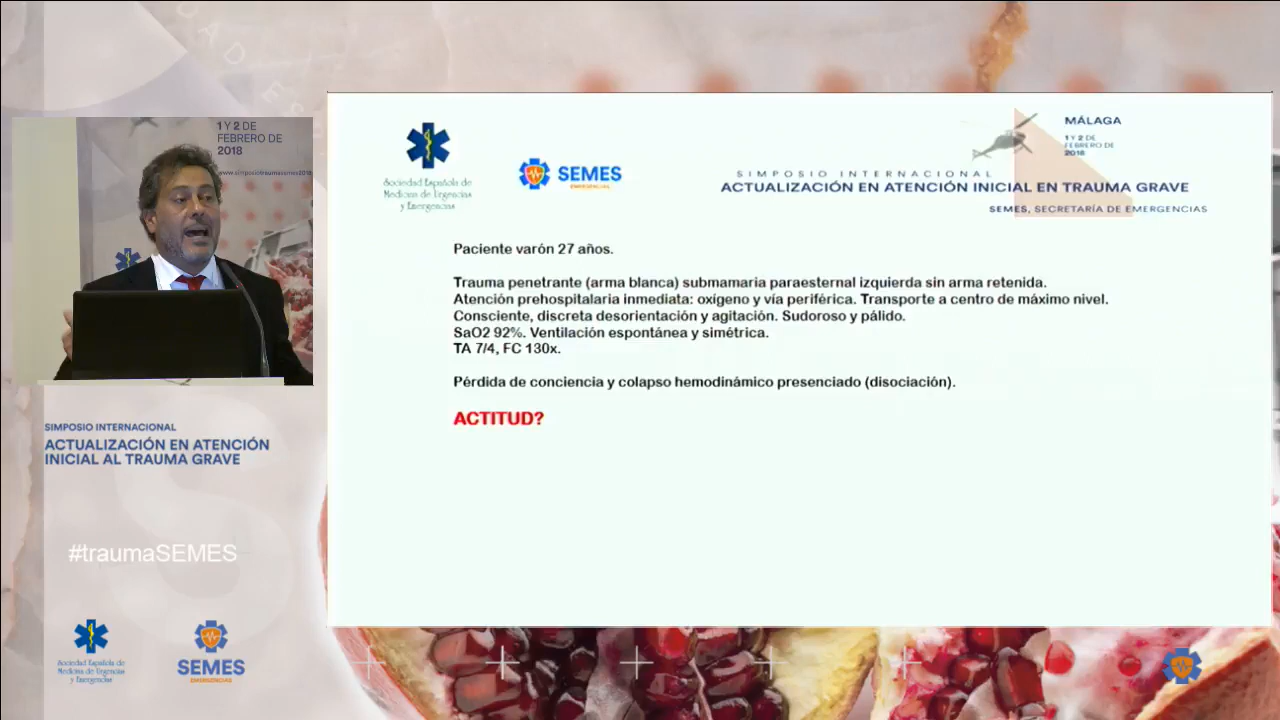 1 Y 2 DE
FEBRERO DE
2018
www.simposiotraumasemes2018
SIMPOSIO INTERNACIONAL
ACTUALIZACIÓN EN ATENCIÓN
INICIAL AL TRAUMA GRAVE
#traumaSEMES
Sociedad Española de
Medicina de Urgencias
y Emergencias
SEMES
EMERGENCIAS
Sociedad Española de
Medicina de Urgencias
y Emergencias
SEMES
EMERGENCIAS
MÁLAGA
1 Y 2 DE
FEBRERO DE
2018
SIMPOSIO INTERNACIONAL
ACTUALIZACIÓN EN ATENCIÓN INICIAL EN TRAUMA GRAVE
SEMES, SECRETARÍA DE EMERGENCIAS
Paciente varón 27 años.
Trauma penetrante (arma blanca) submamaria paraesternal izquierda sin arma retenida.
Atención prehospitalaria inmediata: oxígeno y vía periférica. Transporte a centro de máximo nivel.
Consciente, discreta desorientación y agitación. Sudoroso y pálido.
SaO2 92%. Ventilación espontánea y simétrica.
TA 7/4, FC 130x.
Pérdida de conciencia y colapso hemodinámico presenciado (disociación).
ACTITUD?